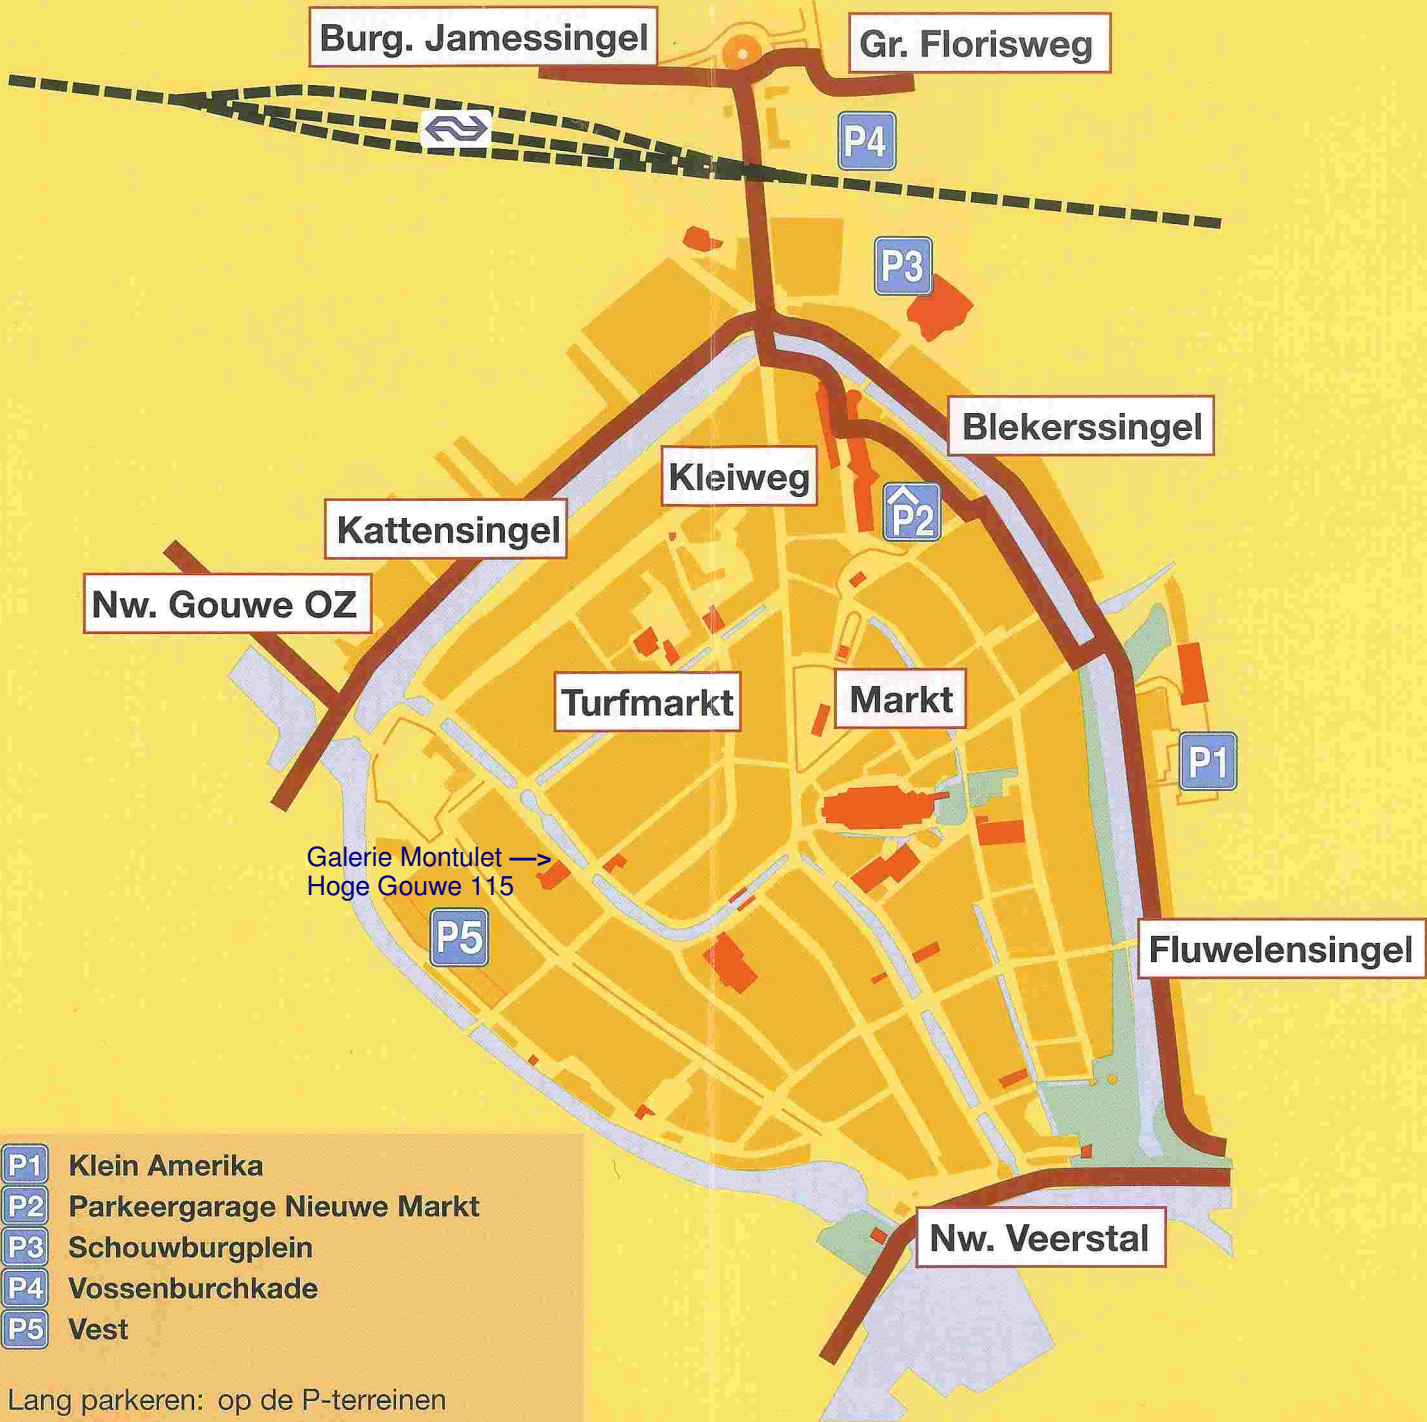 Burg. Jamessingel
Gr. Florisweg
P4
P3
Blekerssingel
Kleiweg
P2
Kattensingel
Nw. Gouwe OZ
Turfmarkt
Markt
P1
Galerie Montulet —>
Hoge Gouwe 115
P5
Fluwelensingel
Nw. Veerstal
P1 Klein Amerika
P2 Parkeergarage Nieuwe Markt
P3 Schouwburgplein
P4 Vossenburchkade
P5 Vest
Lang parkeren: op de P-terreinen